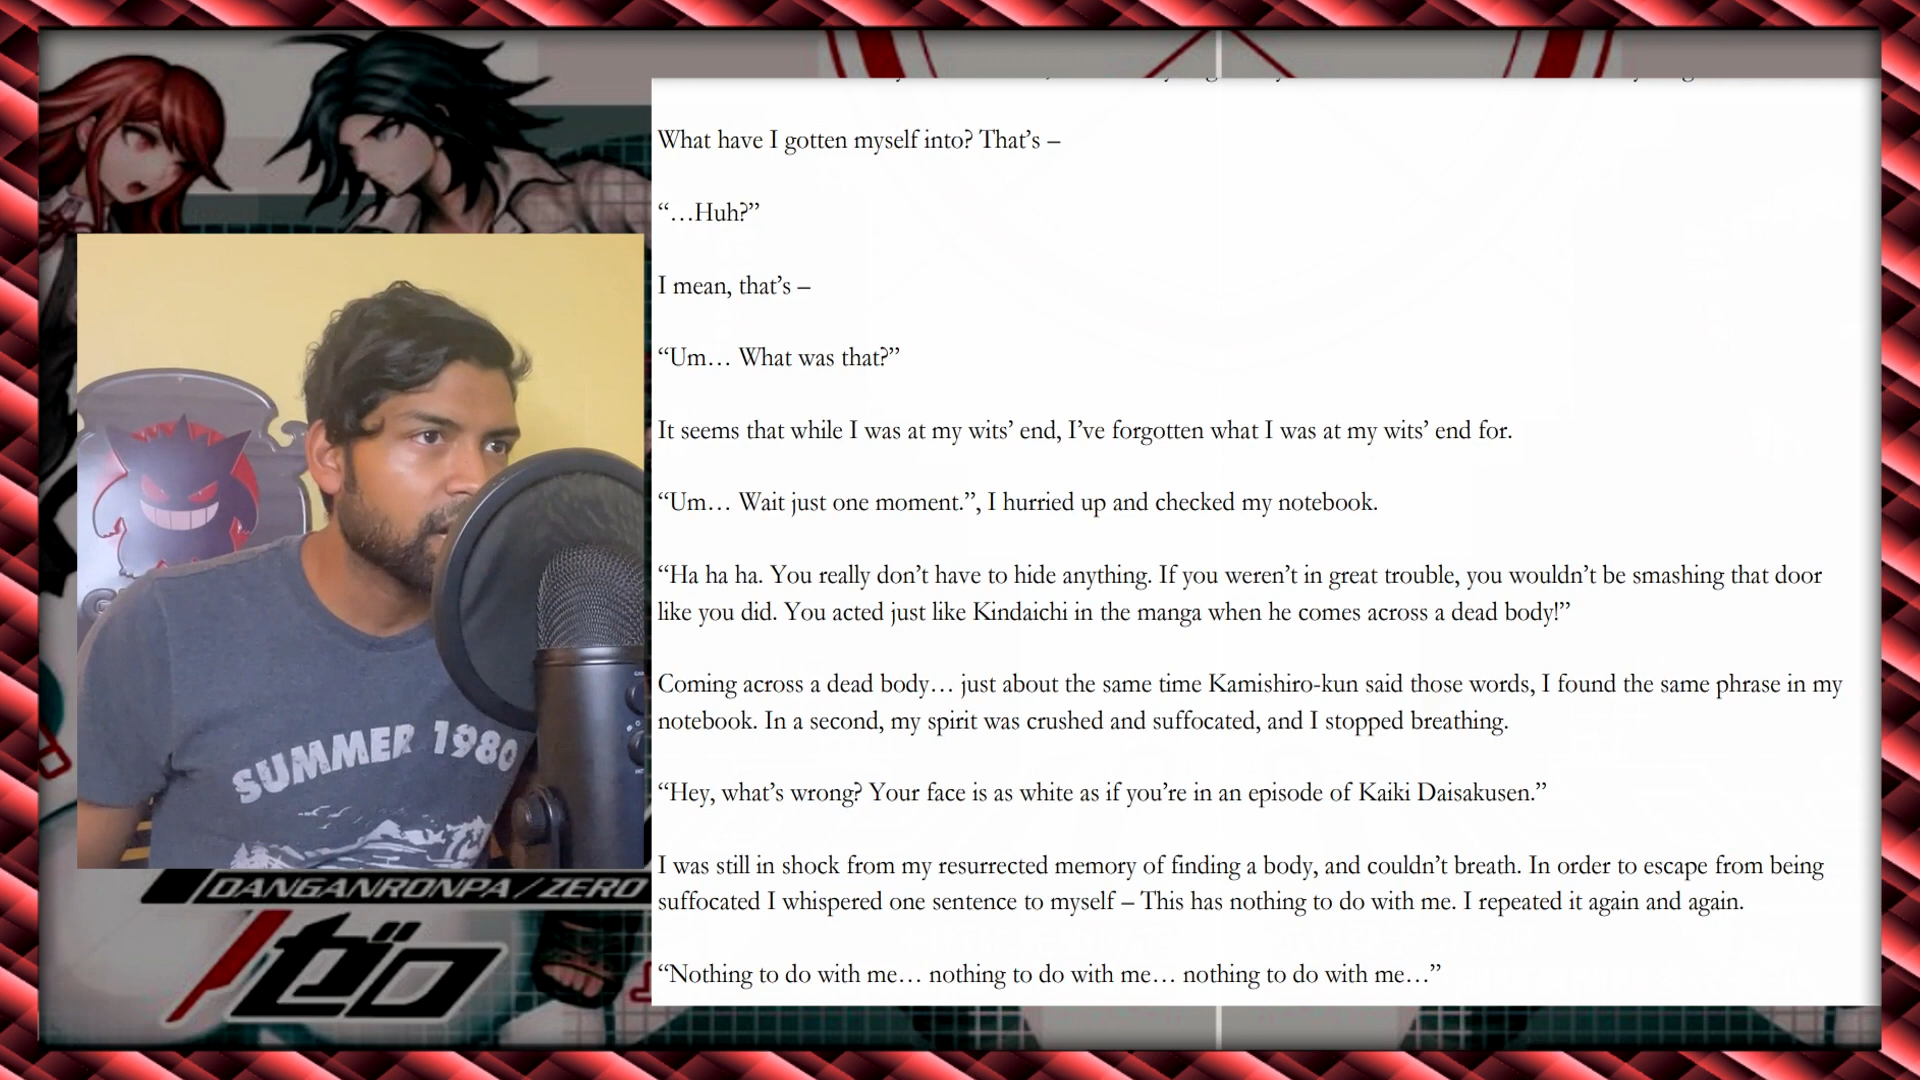 What have I gotten myself into? That’s –
“…Huh?”
I mean, that’s –
“Um… What was that?”
It seems that while I was at my wits’ end, I’ve forgotten what I was at my wits’ end for.
“Um… Wait just one moment.”, I hurried up and checked my notebook.
“Ha ha ha. You really don’t have to hide anything. If you weren’t in great trouble, you wouldn’t be smashing that door
like you did. You acted just like Kindaichi in the manga when he comes across a dead body!”
Coming across a dead body… just about the same time Kamishiro-kun said those words, I found the same phrase in my
notebook. In a second, my spirit was crushed and suffocated, and I stopped breathing.
“Hey, what’s wrong? Your face is as white as if you’re in an episode of Kaiki Daisakusen.”
I was still in shock from my resurrected memory of finding a body, and couldn’t breath. In order to escape from being
suffocated I whispered one sentence to myself – This has nothing to do with me. I repeated it again and again.
“Nothing to do with me… nothing to do with me… nothing to do with me…”
SUMMER 1980
DANGANRONPA/ZERO
/ゼロ